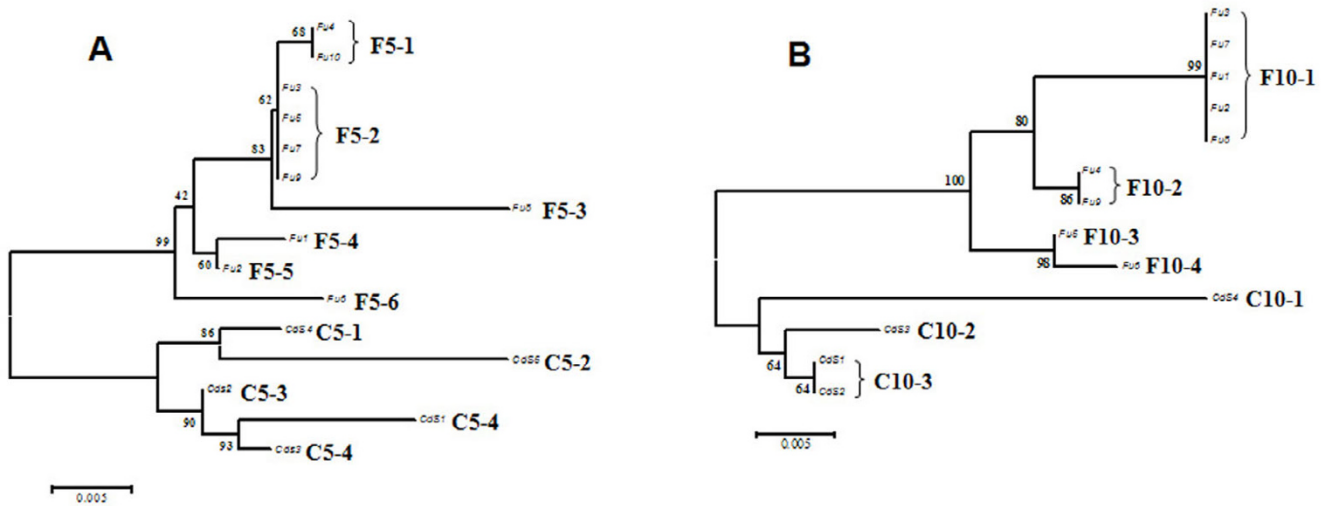 A
68
Fu4
Fu10
F5-1
62
Fu3
Fu6
Fu7
Fu9
F5-2
83
Fu5
F5-3
42
99
Fu1
F5-4
60
Fu2
F5-5
F5-6
86
CdS4
C5-1
CdS5
C5-2
Cds2
C5-3
90
CdS1
C5-4
93
Cds3
C5-4
0.005
B
Fu3
Fu7
99
Fu1
Fu2
F10-1
80
Fu4
86
Fu9
F10-2
100
F10-3
98
F10-4
CdS4
C10-1
CdS3
C10-2
64
CdS1
64
CdS2
C10-3
0.005